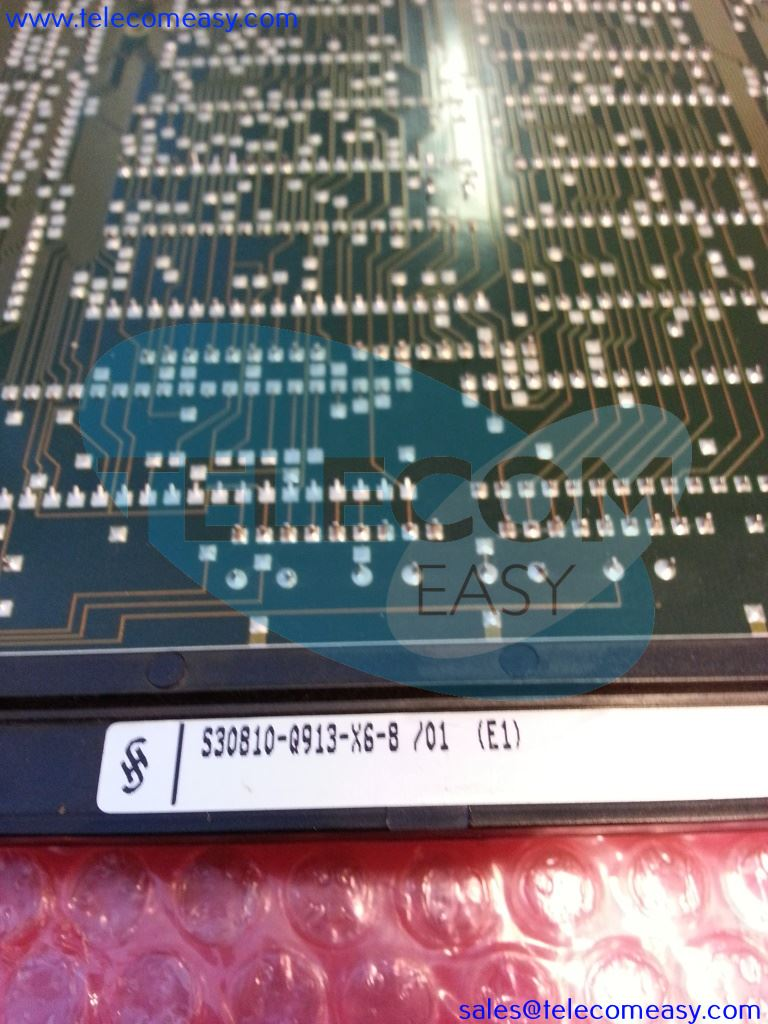 www.telecomeasy.com
TELECOM
EASY
S30810-Q913-X6-8 /01 (E1)
sales@telecomeasy.com